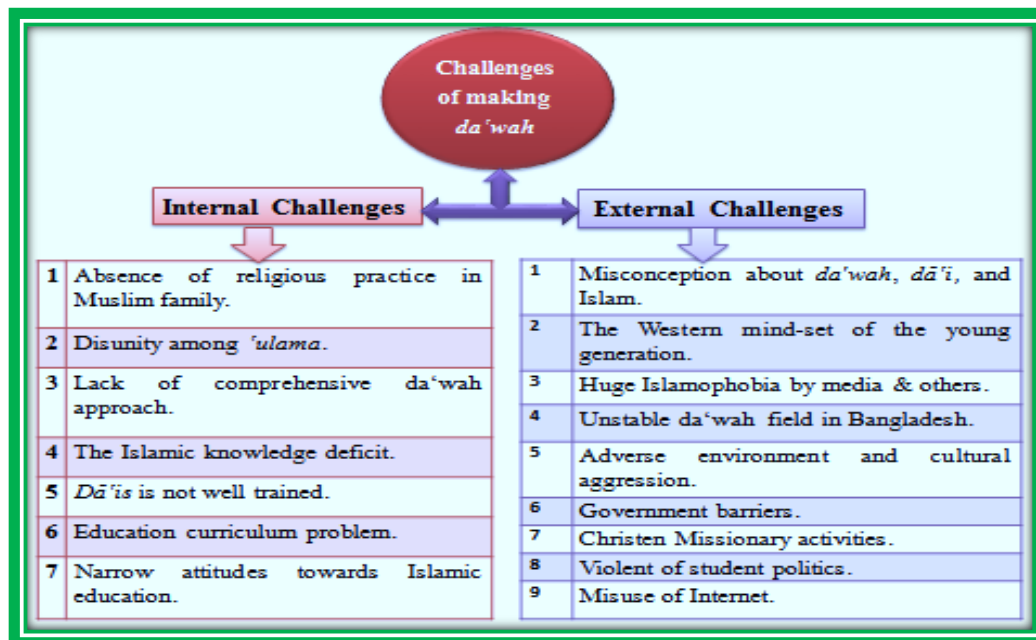 Challenges
of making
da'wah
Internal Challenges
External Challenges
1 Absence of religious practice in
Muslim family.
2 Disunity among 'ulama.
3 Lack of comprehensive da‘wah
approach.
4 The Islamic knowledge deficit.
5 Dā'is is not well trained.
6 Education curriculum problem.
7 Narrow attitudes towards Islamic
education.
1 Misconception about da'wah, dā'i, and
Islam.
2 The Western mind-set of the young
generation.
3 Huge Islamophobia by media & others.
4 Unstable da‘wah field in Bangladesh.
5 Adverse environment and cultural
aggression.
6 Government barriers.
7 Christen Missionary activities.
8 Violent of student politics.
9 Misuse of Internet.